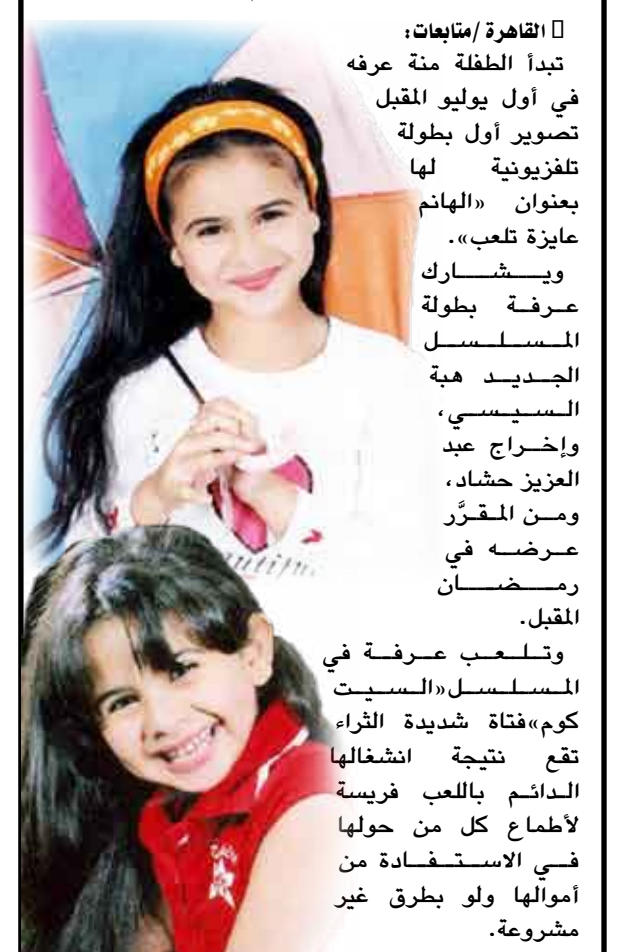 القاهرة /متابعات:
تبدأ الطفلة منة عرفه
في أول يوليو المقبل
تصوير أول بطولة
تلفزيونية لها
بعنوان «الهانم
عايزة تلعب».
ويشارك
عرفة بطولة
المسلسل
الجديد هبة
السيسي،
وإخراج عبد
العزيز حشاد،
ومن المقرَّر
عرضه في
رمضان
المقبل.
وتلعب عرفة في
المسلسل«السيت
كوم»فتاة شديدة الثراء
تقع نتيجة انشغالها
الدائم باللعب فريسة
لأطماع كل من حولها
في الاستفادة من
أموالها ولو بطرق غير
مشروعة.